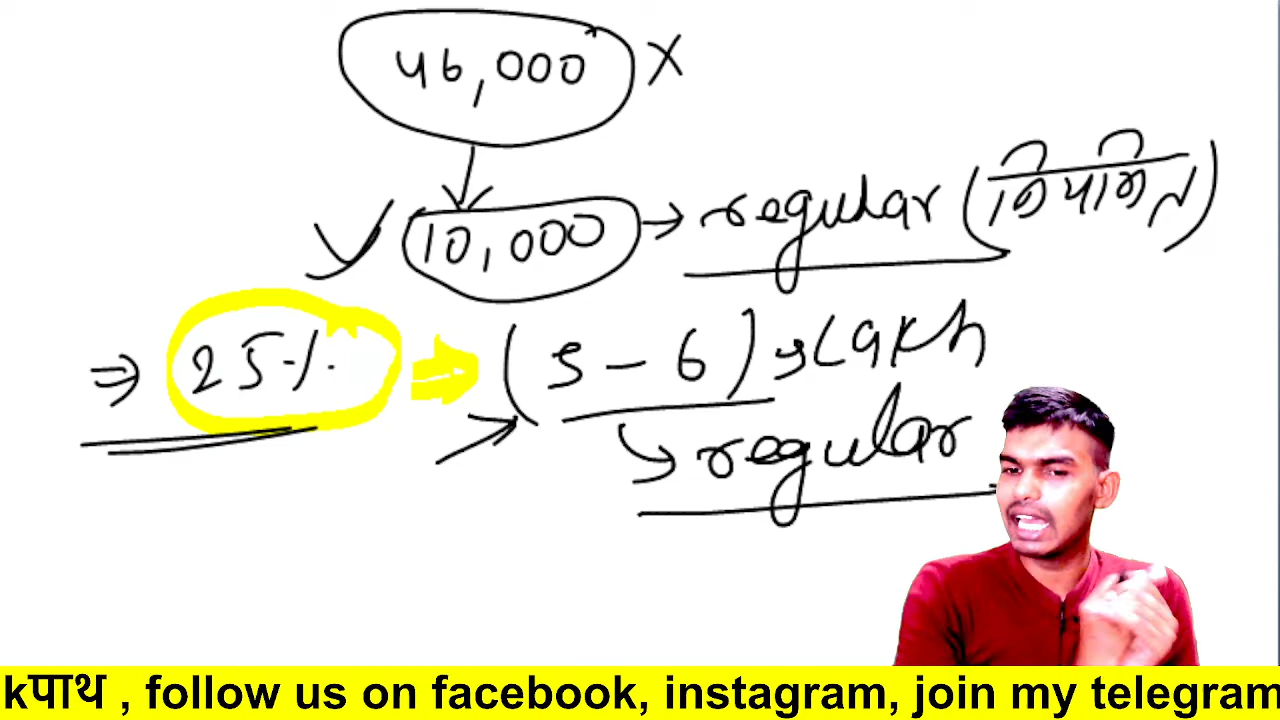 46,000 X
10,000 → regular (नियमित)
⇒ 25% ⇒ (5 - 6) → Lakh
→ regular
kपाथ , follow us on facebook, instagram, join my telegram